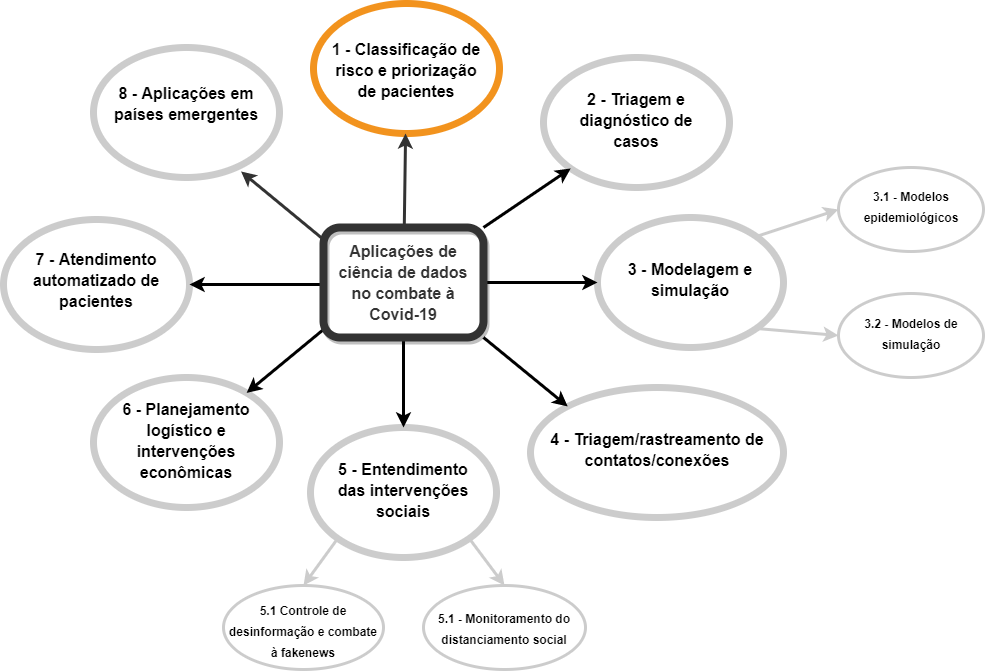 1 - Classificação de
risco e priorização
de pacientes
8 - Aplicações em
países emergentes
2 - Triagem e
diagnóstico de
casos
3.1 - Modelos
epidemiológicos
7 - Atendimento
automatizado de
pacientes
Aplicações de
ciência de dados
no combate à
Covid-19
3 - Modelagem e
simulação
3.2 - Modelos de
simulação
6 - Planejamento
logístico e
intervenções
econômicas
5 - Entendimento
das intervenções
sociais
4 - Triagem/rastreamento de
contatos/conexões
5.1 Controle de
desinformação e combate
à fakenews
5.1 - Monitoramento do
distanciamento social